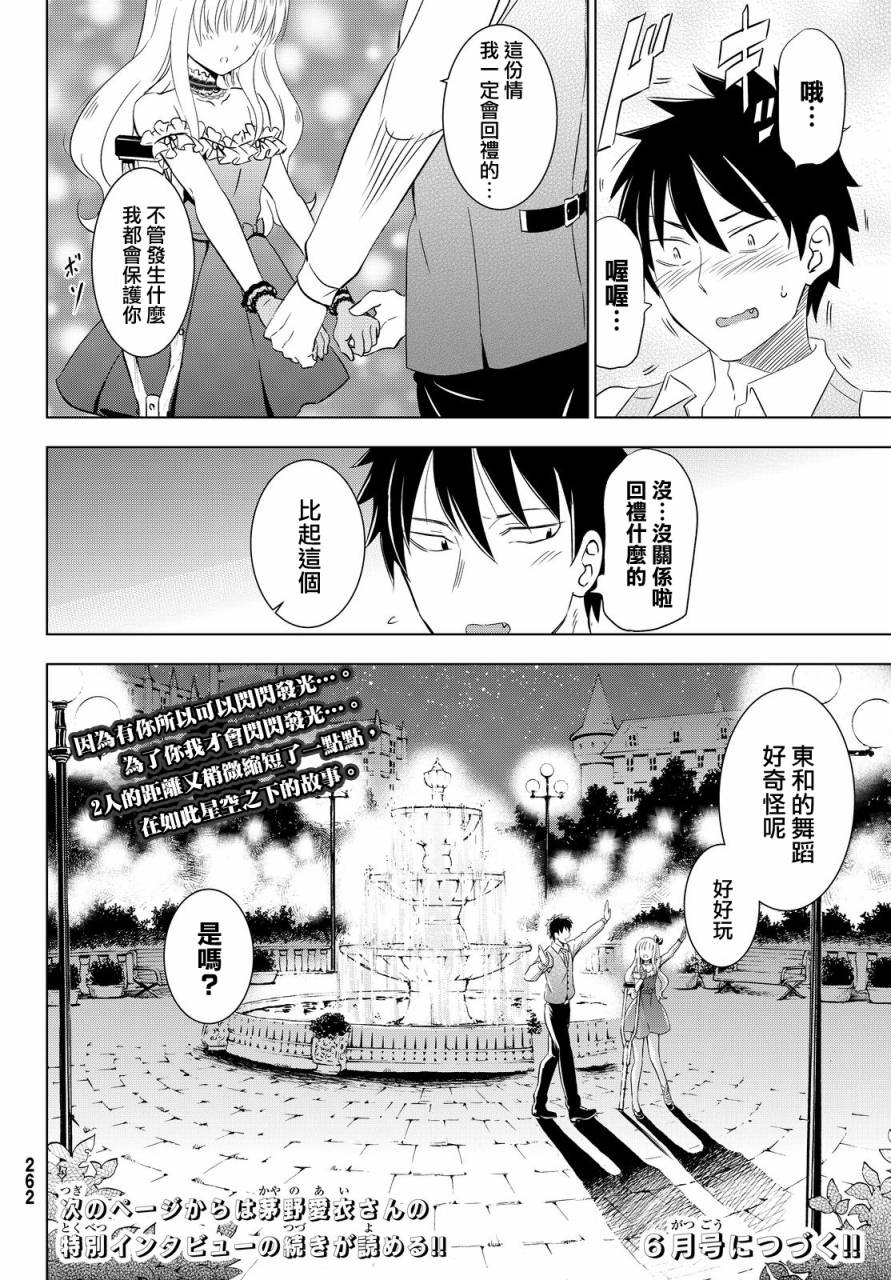 哦…
喔喔…
這份情
我一定會回禮的…
不管發生什麼
我都會保護你
ボソ
沒…沒關係啦
回禮什麼的
比起這個
東和的舞蹈
好奇怪呢
好好玩
是嗎？
因為有你所以可以閃閃發光…。
為了你我才會閃閃發光…。
2人的距離又稍微縮短了一點點，
在如此星空之下的故事。
262
次のページからは茅野愛衣さんの
特別インタビューの続きが読める!!
6月号につづく!!